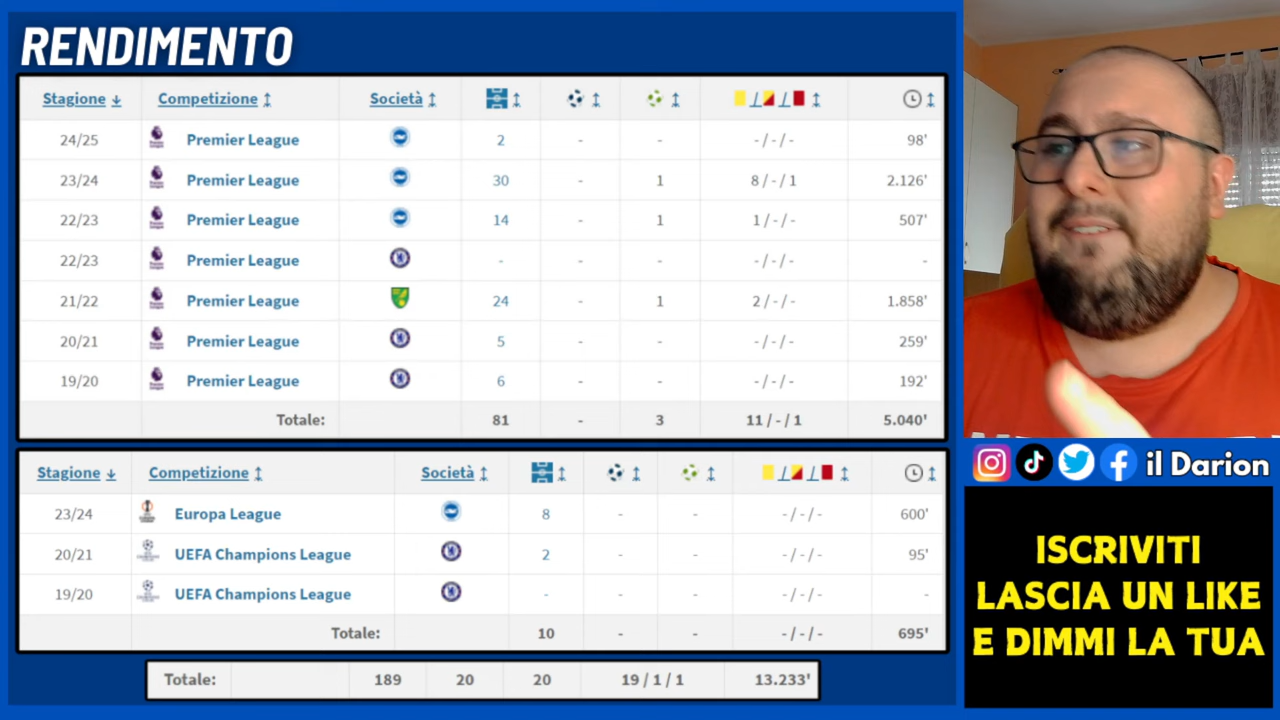 RENDIMENTO
Stagione Competizione Società
24/25 Premier League 2 - - -/-/- 98'
23/24 Premier League 30 - 1 8/-/1 2.126'
22/23 Premier League 14 - 1 1/-/- 507'
22/23 Premier League - - - -/-/- -
21/22 Premier League 24 - 1 2/-/- 1.858'
20/21 Premier League 5 - - -/-/- 259'
19/20 Premier League 6 - - -/-/- 192'
Totale: 81 - 3 11/-/1 5.040'
Stagione Competizione Società
23/24 Europa League 8 - - -/-/- 600'
20/21 UEFA Champions League 2 - - -/-/- 95'
19/20 UEFA Champions League - - - -/-/- -
Totale: 10 - - -/-/- 695'
Totale: 189 20 20 19/1/1 13.233'
il Darion
ISCRIVITI
LASCIA UN LIKE
E DIMMI LA TUA